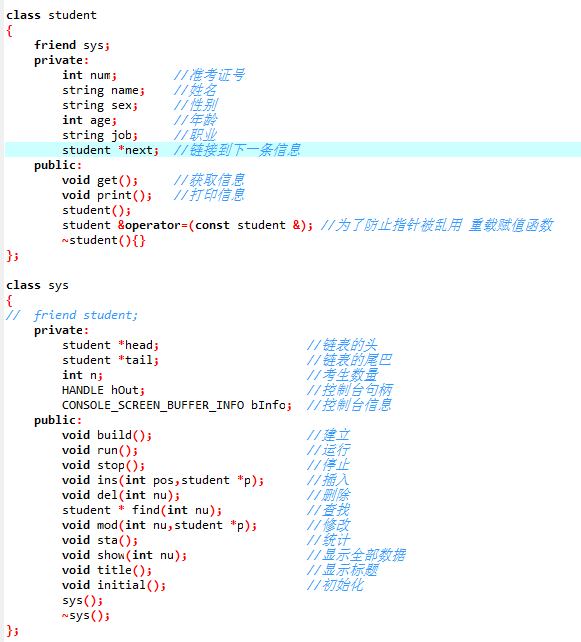 class student
{
    friend sys;
    private:
        int num;        //准考证号
        string name;    //姓名
        string sex;     //性别
        int age;        //年龄
        string job;     //职业
        student *next;  //链接到下一条信息
    public:
        void get();     //获取信息
        void print();   //打印信息
        student();
        student &operator=(const student &); //为了防止指针被乱用 重载赋值函数
        ~student(){}
};

class sys
{
//  friend student;
    private:
        student *head;                     //链表的头
        student *tail;                     //链表的尾巴
        int n;                             //考生数量
        HANDLE hOut;                       //控制台句柄
        CONSOLE_SCREEN_BUFFER_INFO bInfo;  //控制台信息
    public:
        void build();                      //建立
        void run();                        //运行
        void stop();                       //停止
        void ins(int pos,student *p);      //插入
        void del(int nu);                  //删除
        student * find(int nu);            //查找
        void mod(int nu,student *p);       //修改
        void sta();                        //统计
        void show(int nu);                 //显示全部数据
        void title();                      //显示标题
        void initial();                    //初始化
        sys();
        ~sys();
};